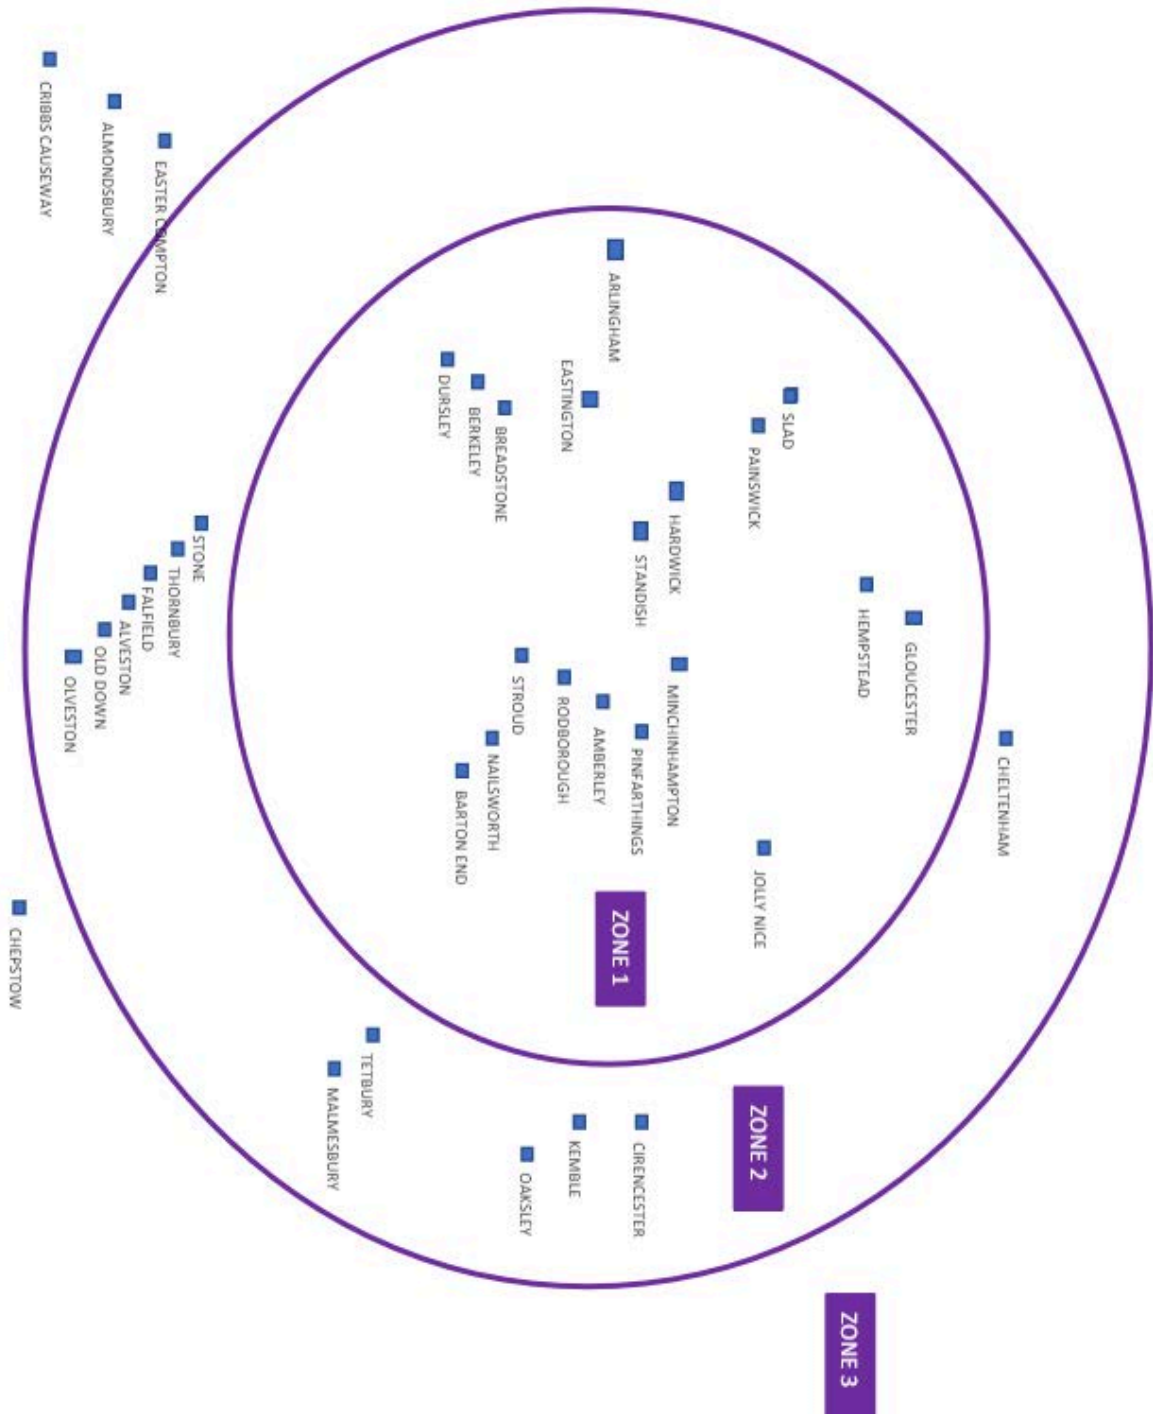 CHELTENHAM
GLOUCESTER
HEMPSTEAD
ZONE 3
SLAD
JOLLY NICE
PAINSWICK
ZONE 2
HARDWICK
MINCHINHAMPTON
STANDISH
PINFARTHINGS
CIRENCESTER
ZONE 1
ARLINGHAM
AMBERLEY
KEMBLE
EASTINGTON
RODBOROUGH
OAKSLEY
STROUD
BREADSTONE
NAILSWORTH
BERKELEY
BARTON END
DURSLEY
TETBURY
MALMESBURY
STONE
THORNBURY
EASTER COMPTON
FALFIELD
ALVESTON
ALMONDSBURY
OLD DOWN
OLVESTON
CRIBBS CAUSEWAY
CHEPSTOW